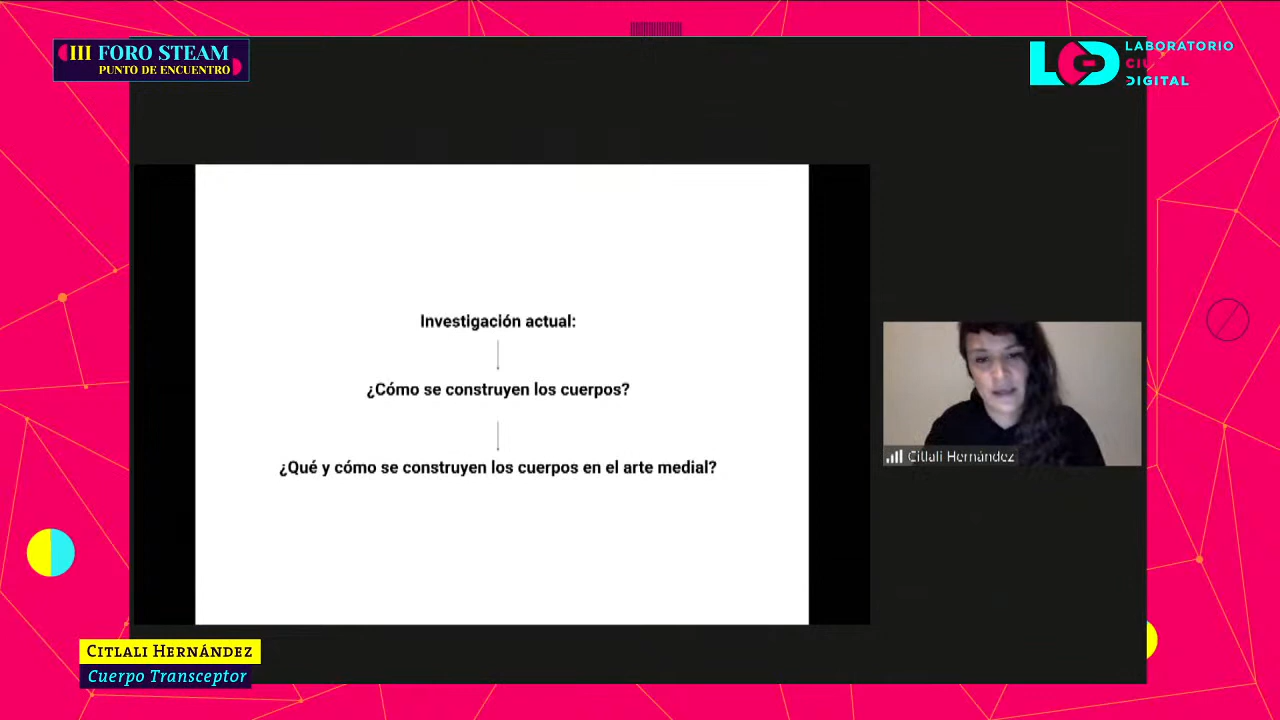 III FORO STEAM
PUNTO DE ENCUENTRO
LABORATORIO
DIGITAL
Investigación actual:
¿Cómo se construyen los cuerpos?
¿Qué y cómo se construyen los cuerpos en el arte medial?
Citlali Hernández
CITLALI HERNÁNDEZ
Cuerpo Transceptor